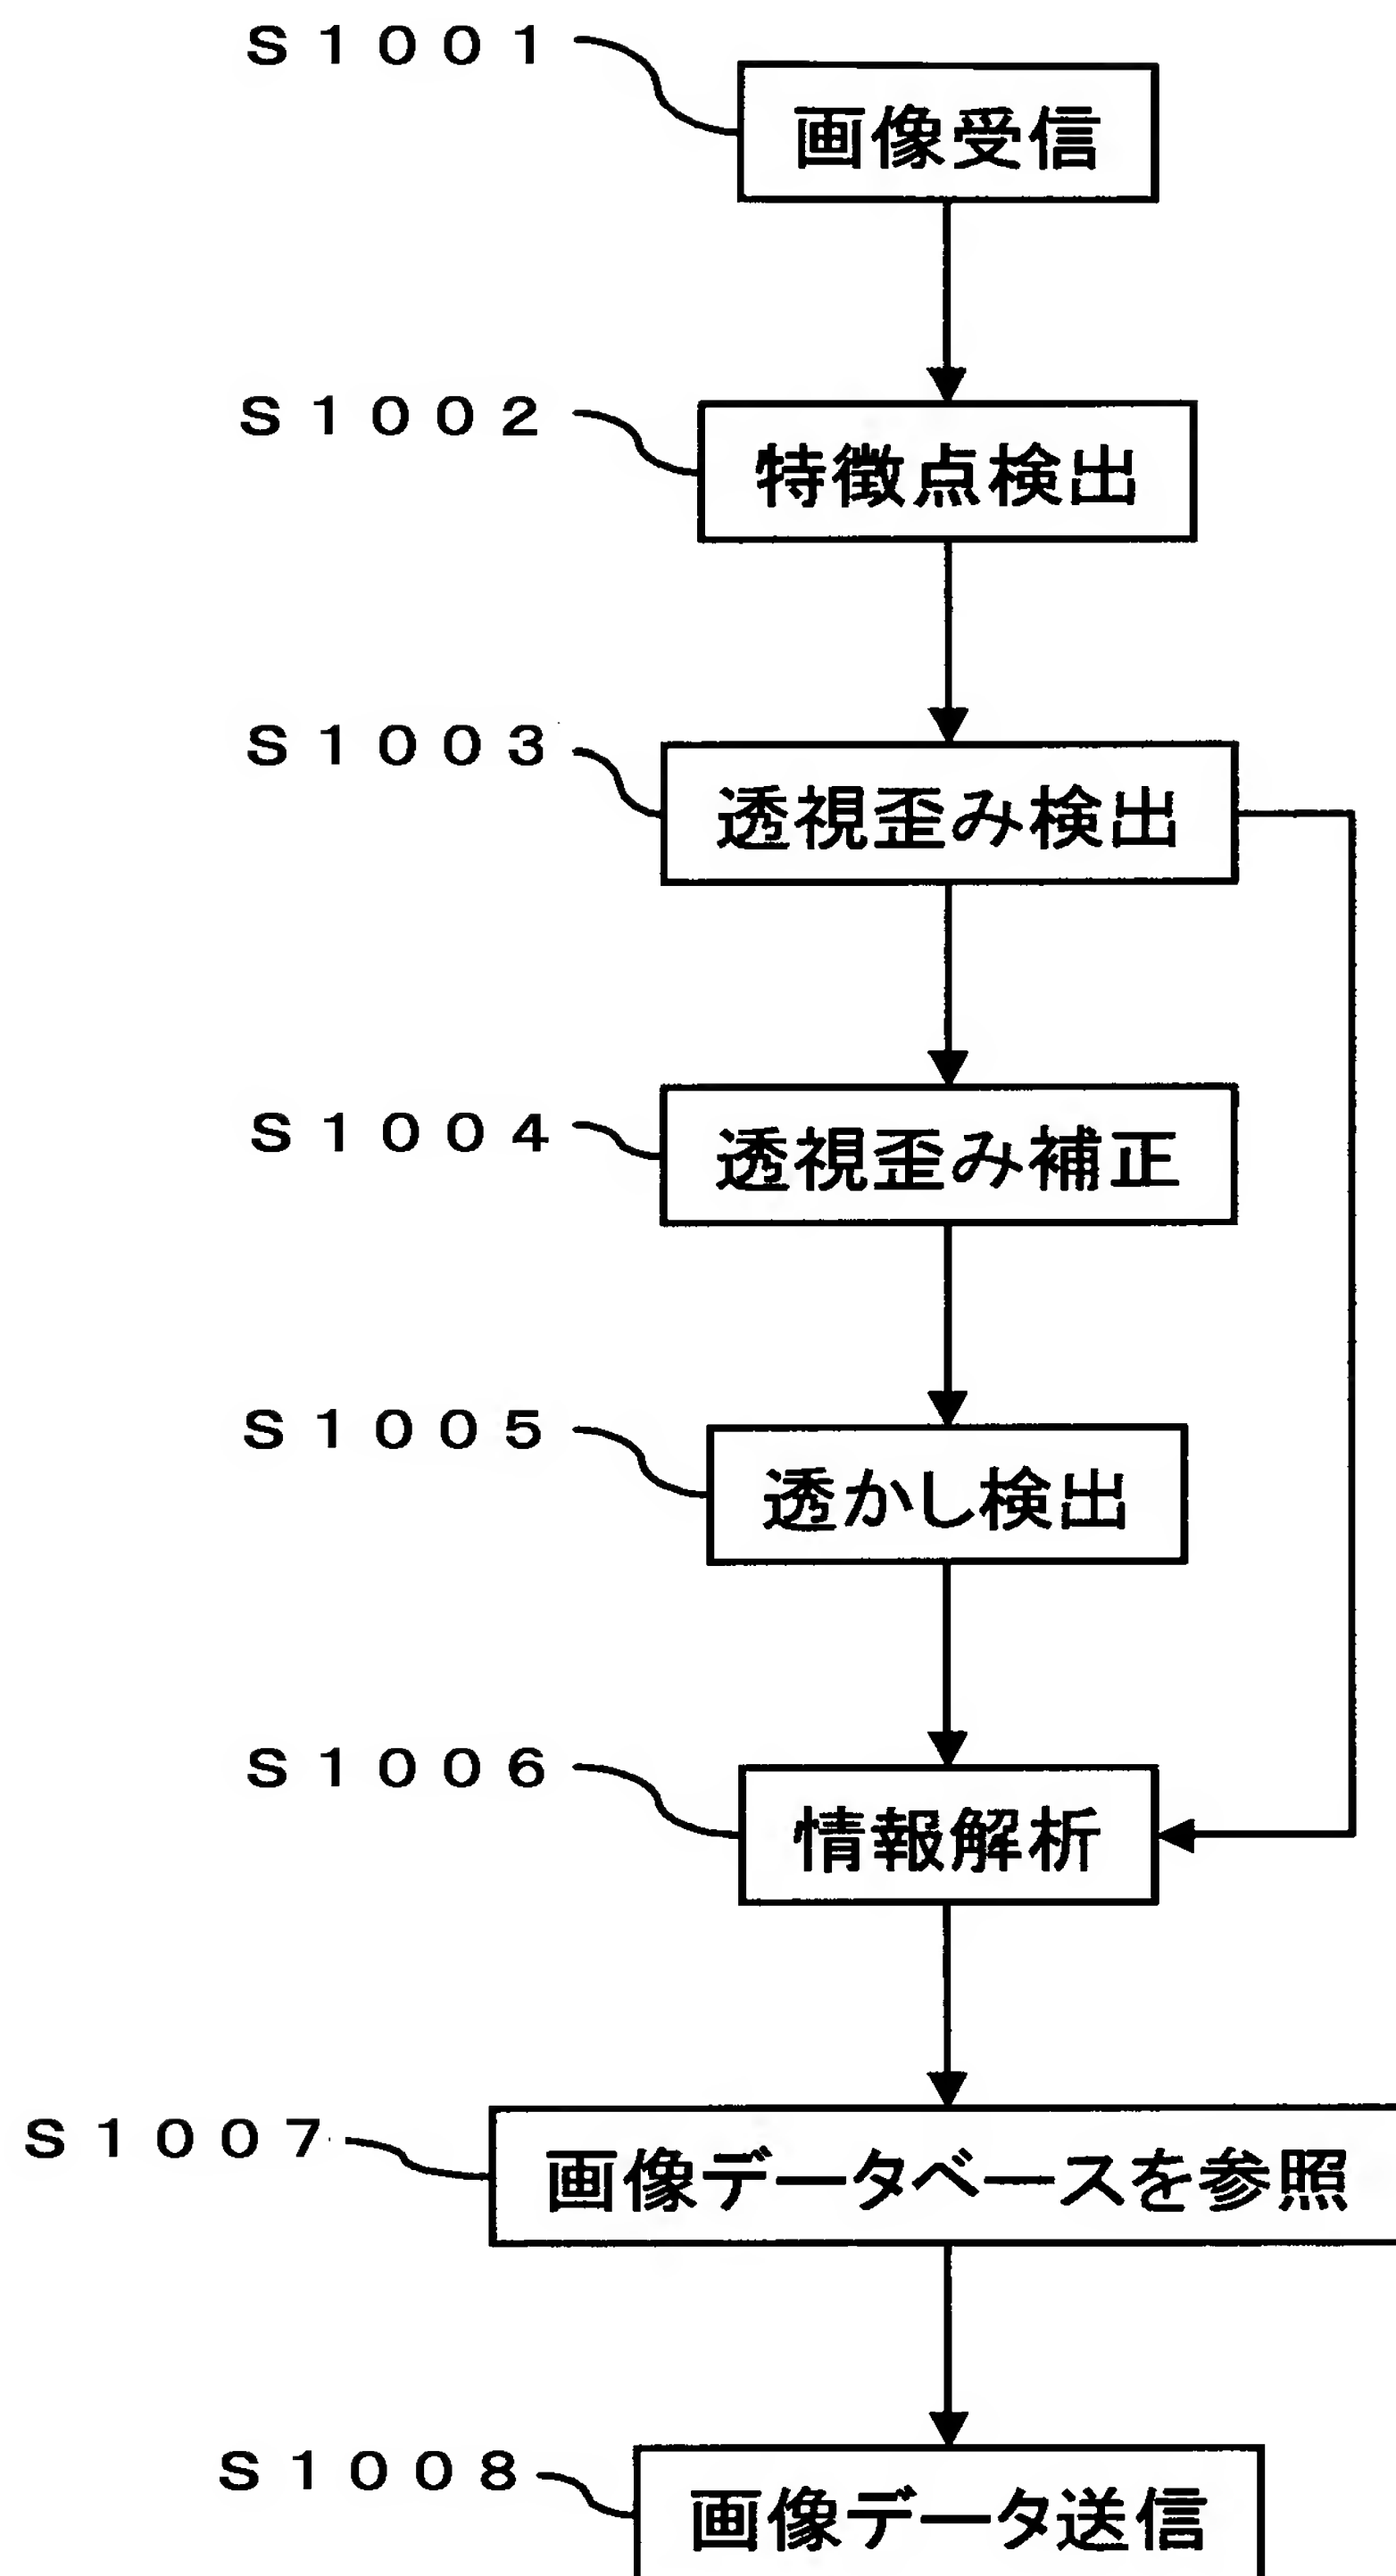 S1001
画像受信
S1002
特徴点検出
S1003
透視歪み検出
S1004
透視歪み補正
S1005
透かし検出
S1006
情報解析
S1007
画像データベースを参照
S1008
画像データ送信